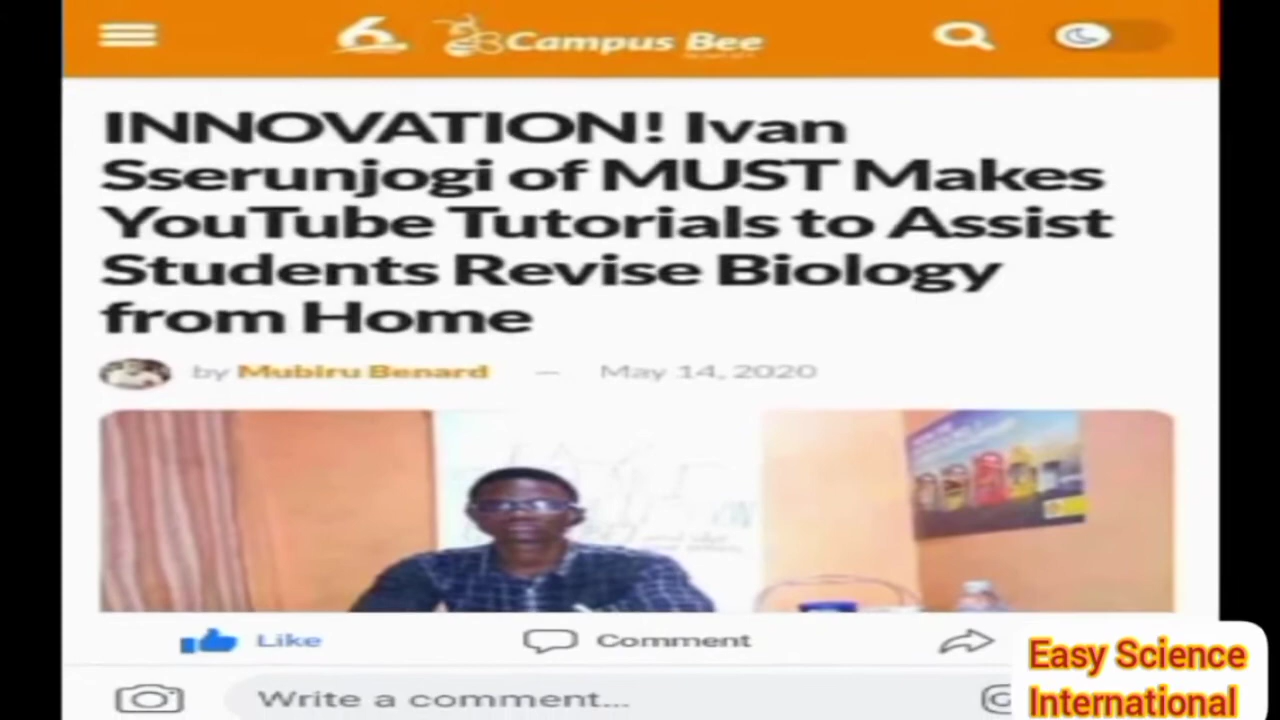 Campus Bee
INNOVATION! Ivan
Sserunjogi of MUST Makes
YouTube Tutorials to Assist
Students Revise Biology
from Home
by Mubiru Benard — May 14, 2020
Like
Comment
Write a comment...
Easy Science
International